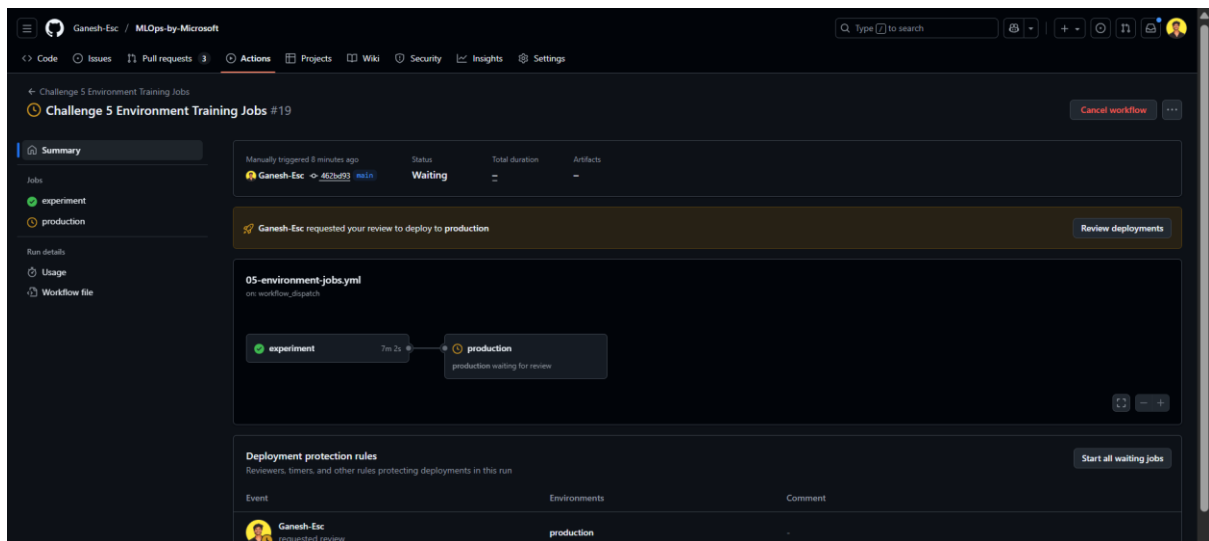 Ganesh-Esc / MLOps-by-Microsoft
Type / to search
Code Issues Pull requests 3 Actions Projects Wiki Security Insights Settings
← Challenge 5 Environment Training Jobs
Challenge 5 Environment Training Jobs #19
Cancel workflow
Summary
Jobs
experiment
production
Run details
Usage
Workflow file
Manually triggered 8 minutes ago
Ganesh-Esc 462bd93 main
Status
Waiting
Total duration
–
Artifacts
–
Ganesh-Esc requested your review to deploy to production
Review deployments
05-environment-jobs.yml
on: workflow_dispatch
experiment 7m 2s
production
production waiting for review
Deployment protection rules
Reviewers, timers, and other rules protecting deployments in this run
Start all waiting jobs
Event Environments Comment
Ganesh-Esc
requested review
production
-